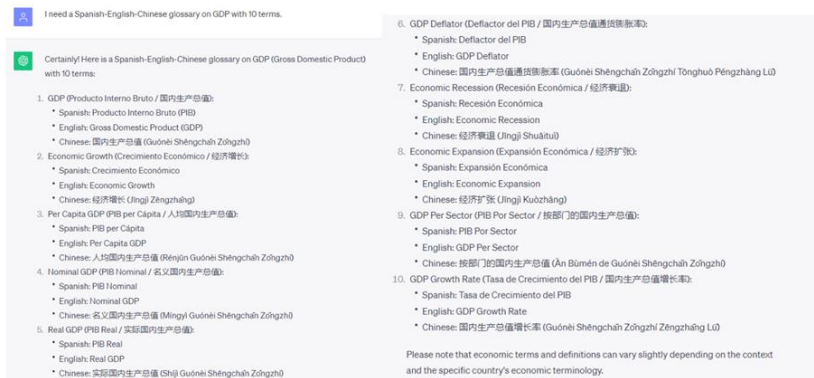 I need a Spanish-English-Chinese glossary on GDP with 10 terms.
Certainly! Here is a Spanish-English-Chinese glossary on GDP (Gross Domestic Product)
with 10 terms:
1. GDP (Producto Interno Bruto / 国内生产总值):
• Spanish: Producto Interno Bruto (PIB)
• English: Gross Domestic Product (GDP)
• Chinese: 国内生产总值 (Guónèi Shēngchǎn Zǒngzhí)
2. Economic Growth (Crecimiento Económico / 经济增长):
• Spanish: Crecimiento Económico
• English: Economic Growth
• Chinese: 经济增长 (Jīngjì Zēngzhǎng)
3. Per Capita GDP (PIB per Cápita / 人均国内生产总值):
• Spanish: PIB per Cápita
• English: Per Capita GDP
• Chinese: 人均国内生产总值 (Rénjūn Guónèi Shēngchǎn Zǒngzhí)
4. Nominal GDP (PIB Nominal / 名义国内生产总值):
• Spanish: PIB Nominal
• English: Nominal GDP
• Chinese: 名义国内生产总值 (Míngyì Guónèi Shēngchǎn Zǒngzhí)
5. Real GDP (PIB Real / 实际国内生产总值):
• Spanish: PIB Real
• English: Real GDP
• Chinese: 实际国内生产总值 (Shíjì Guónèi Shēngchǎn Zǒngzhí)
6. GDP Deflator (Deflactor del PIB / 国内生产总值通货膨胀率):
• Spanish: Deflactor del PIB
• English: GDP Deflator
• Chinese: 国内生产总值通货膨胀率 (Guónèi Shēngchǎn Zǒngzhí Tōnghuò Péngzhàng Lǜ)
7. Economic Recession (Recesión Económica / 经济衰退):
• Spanish: Recesión Económica
• English: Economic Recession
• Chinese: 经济衰退 (Jīngjì Shuāituì)
8. Economic Expansion (Expansión Económica / 经济扩张):
• Spanish: Expansión Económica
• English: Economic Expansion
• Chinese: 经济扩张 (Jīngjì Kuòzhāng)
9. GDP Per Sector (PIB Por Sector / 按部门的国内生产总值):
• Spanish: PIB Por Sector
• English: GDP Per Sector
• Chinese: 按部门的国内生产总值 (Àn Bùmén de Guónèi Shēngchǎn Zǒngzhí)
10. GDP Growth Rate (Tasa de Crecimiento del PIB / 国内生产总值增长率):
• Spanish: Tasa de Crecimiento del PIB
• English: GDP Growth Rate
• Chinese: 国内生产总值增长率 (Guónèi Shēngchǎn Zǒngzhí Zēngzhǎng Lǜ)
Please note that economic terms and definitions can vary slightly depending on the context
and the specific country's economic terminology.